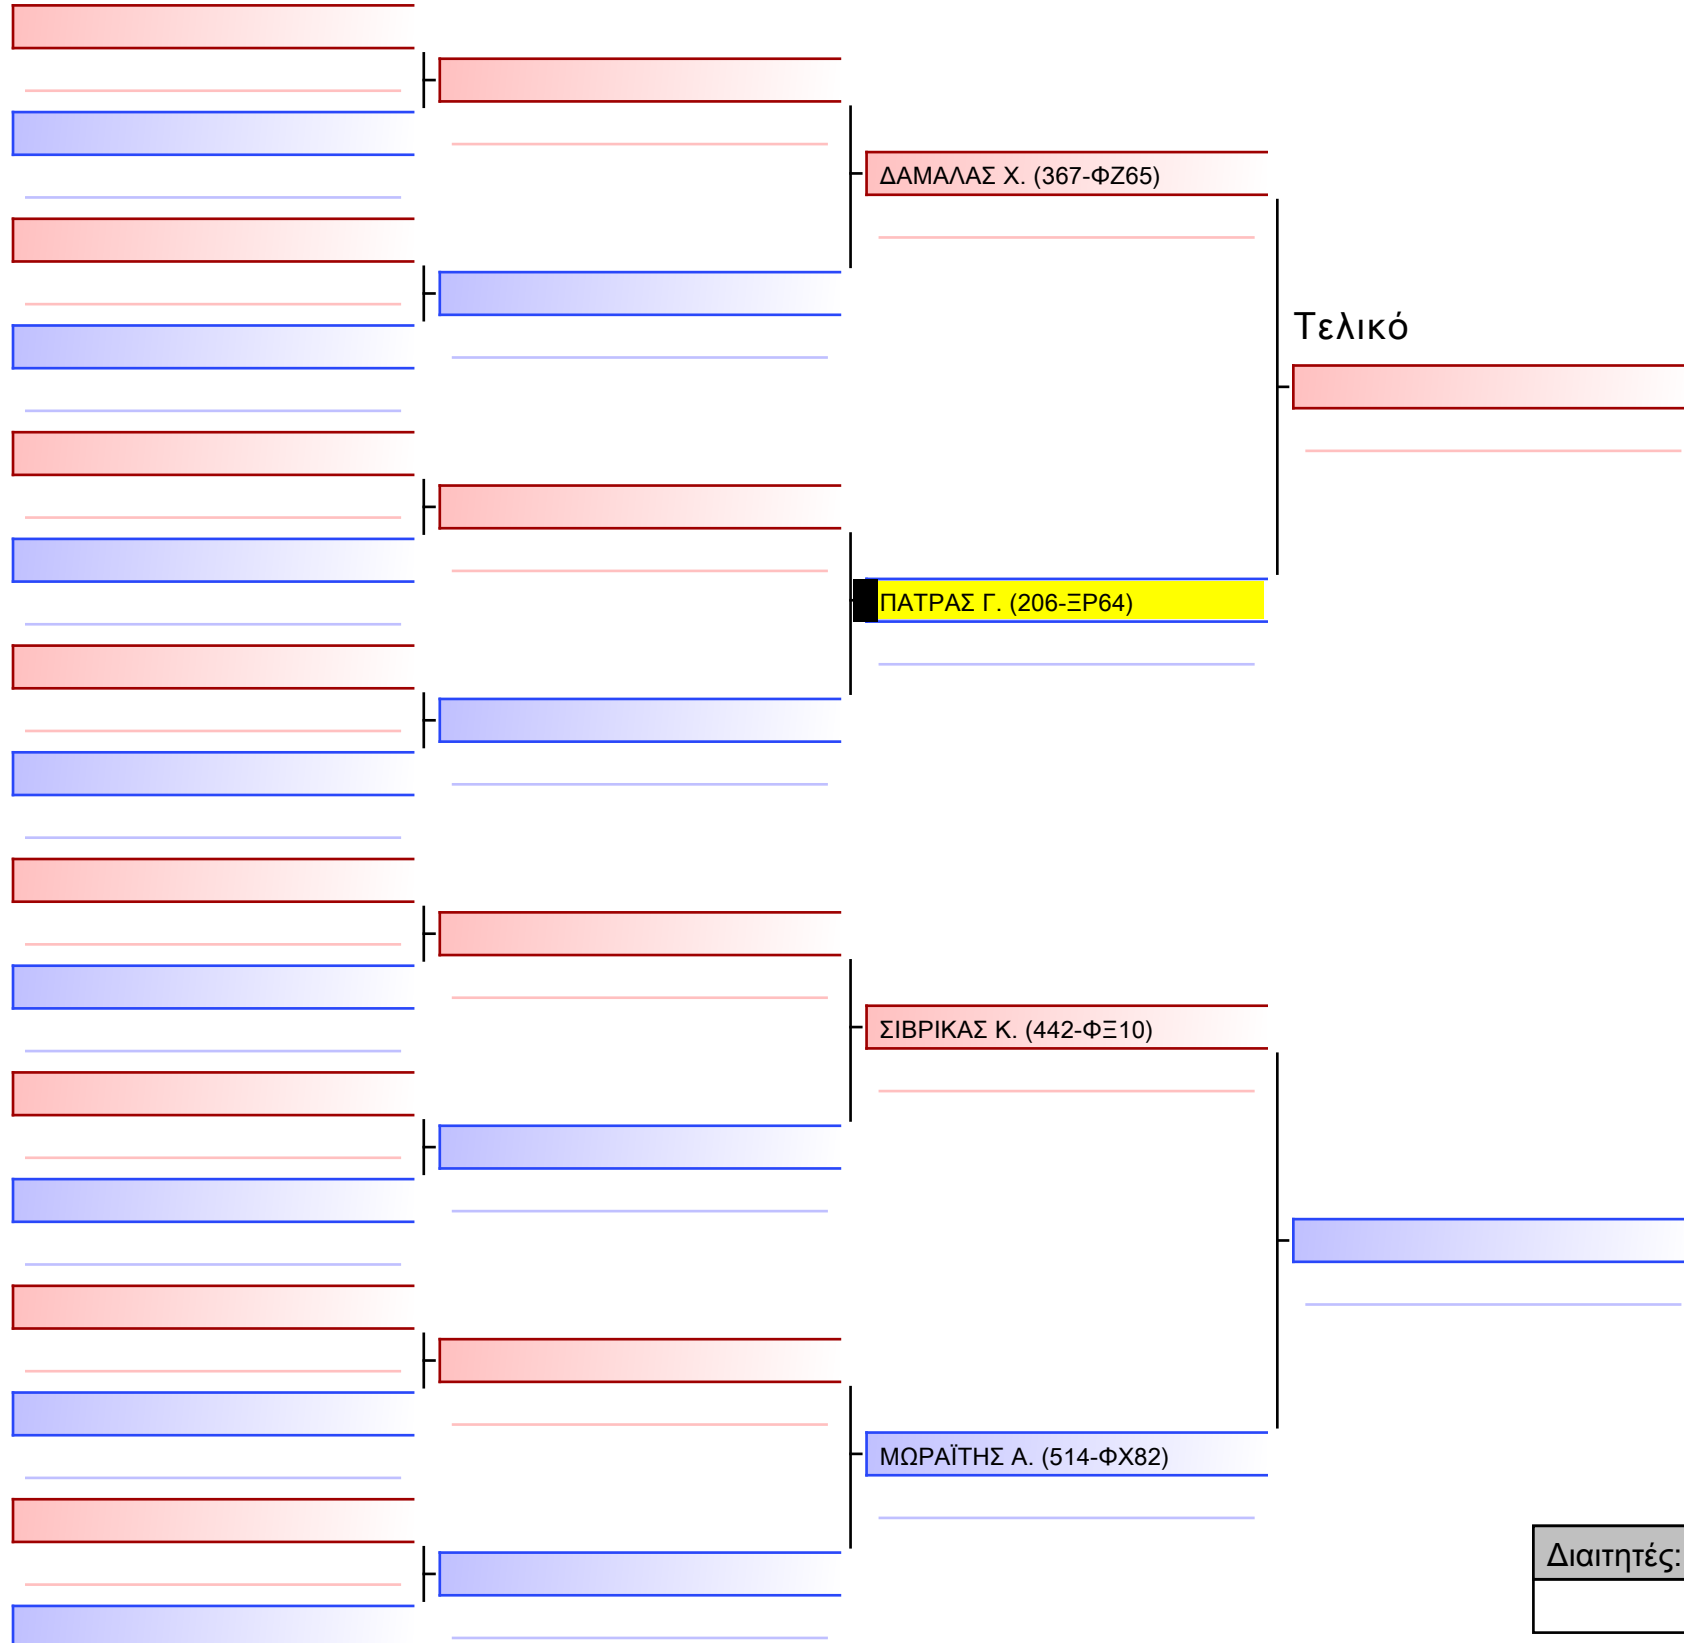 ΔΑΜΑΛΑΣ Χ. (367-ΦΖ65)
Τελικό
ΠΑΤΡΑΣ Γ. (206-ΞΡ64)
ΣΙΒΡΙΚΑΣ Κ. (442-ΦΞ10)
ΜΩΡΑΪΤΗΣ Α. (514-ΦΧ82)
Διαιτητές: